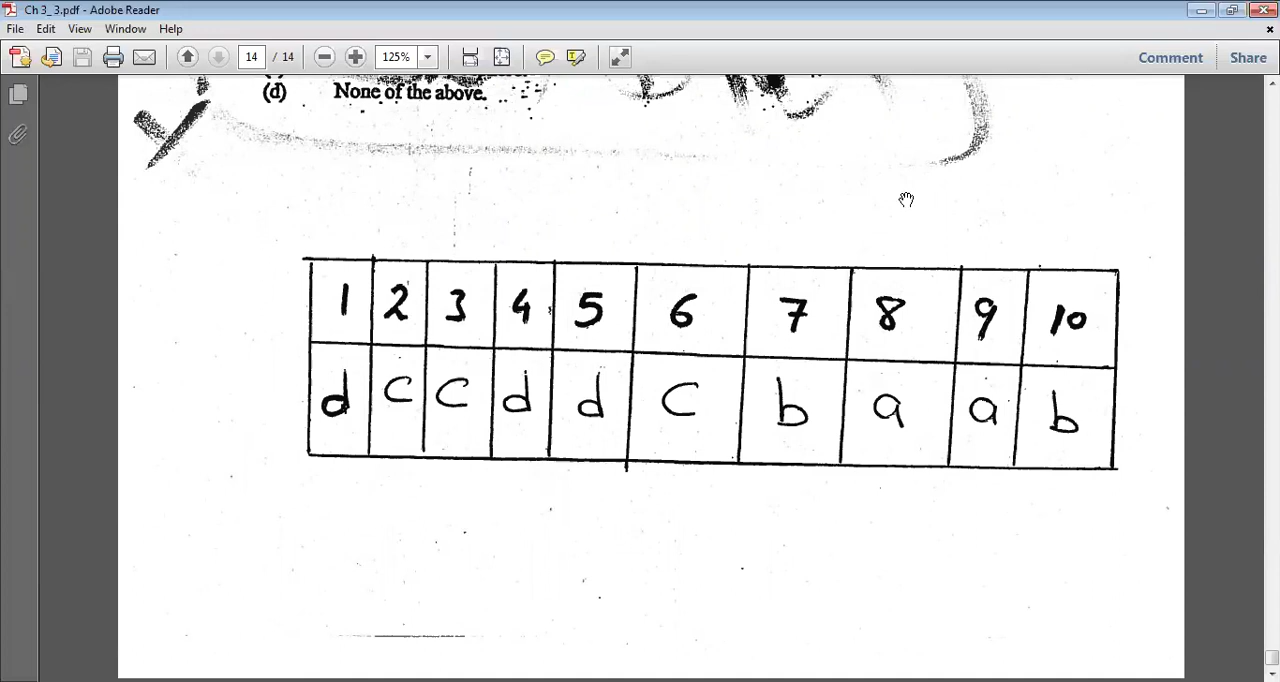 Ch 3_3.pdf - Adobe Reader
File Edit View Window Help
14 / 14 125% Comment Share
(d) None of the above.
1 2 3 4 5 6 7 8 9 10
d c c d d c b a a b